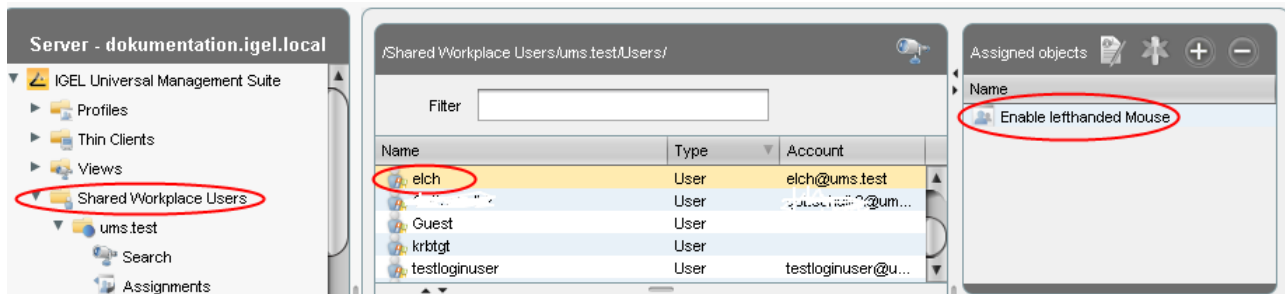 Server - dokumentation.igel.local
IGEL Universal Management Suite
Profiles
Thin Clients
Views
Shared Workplace Users
ums.test
Search
Assignments
/Shared Workplace Users/ums.test/Users/
Filter
Name Type Account
elch User elch@ums.test
User
Guest User
krbtgt User
testloginuser User testloginuser@u...
Assigned objects
Name
Enable lefthanded Mouse